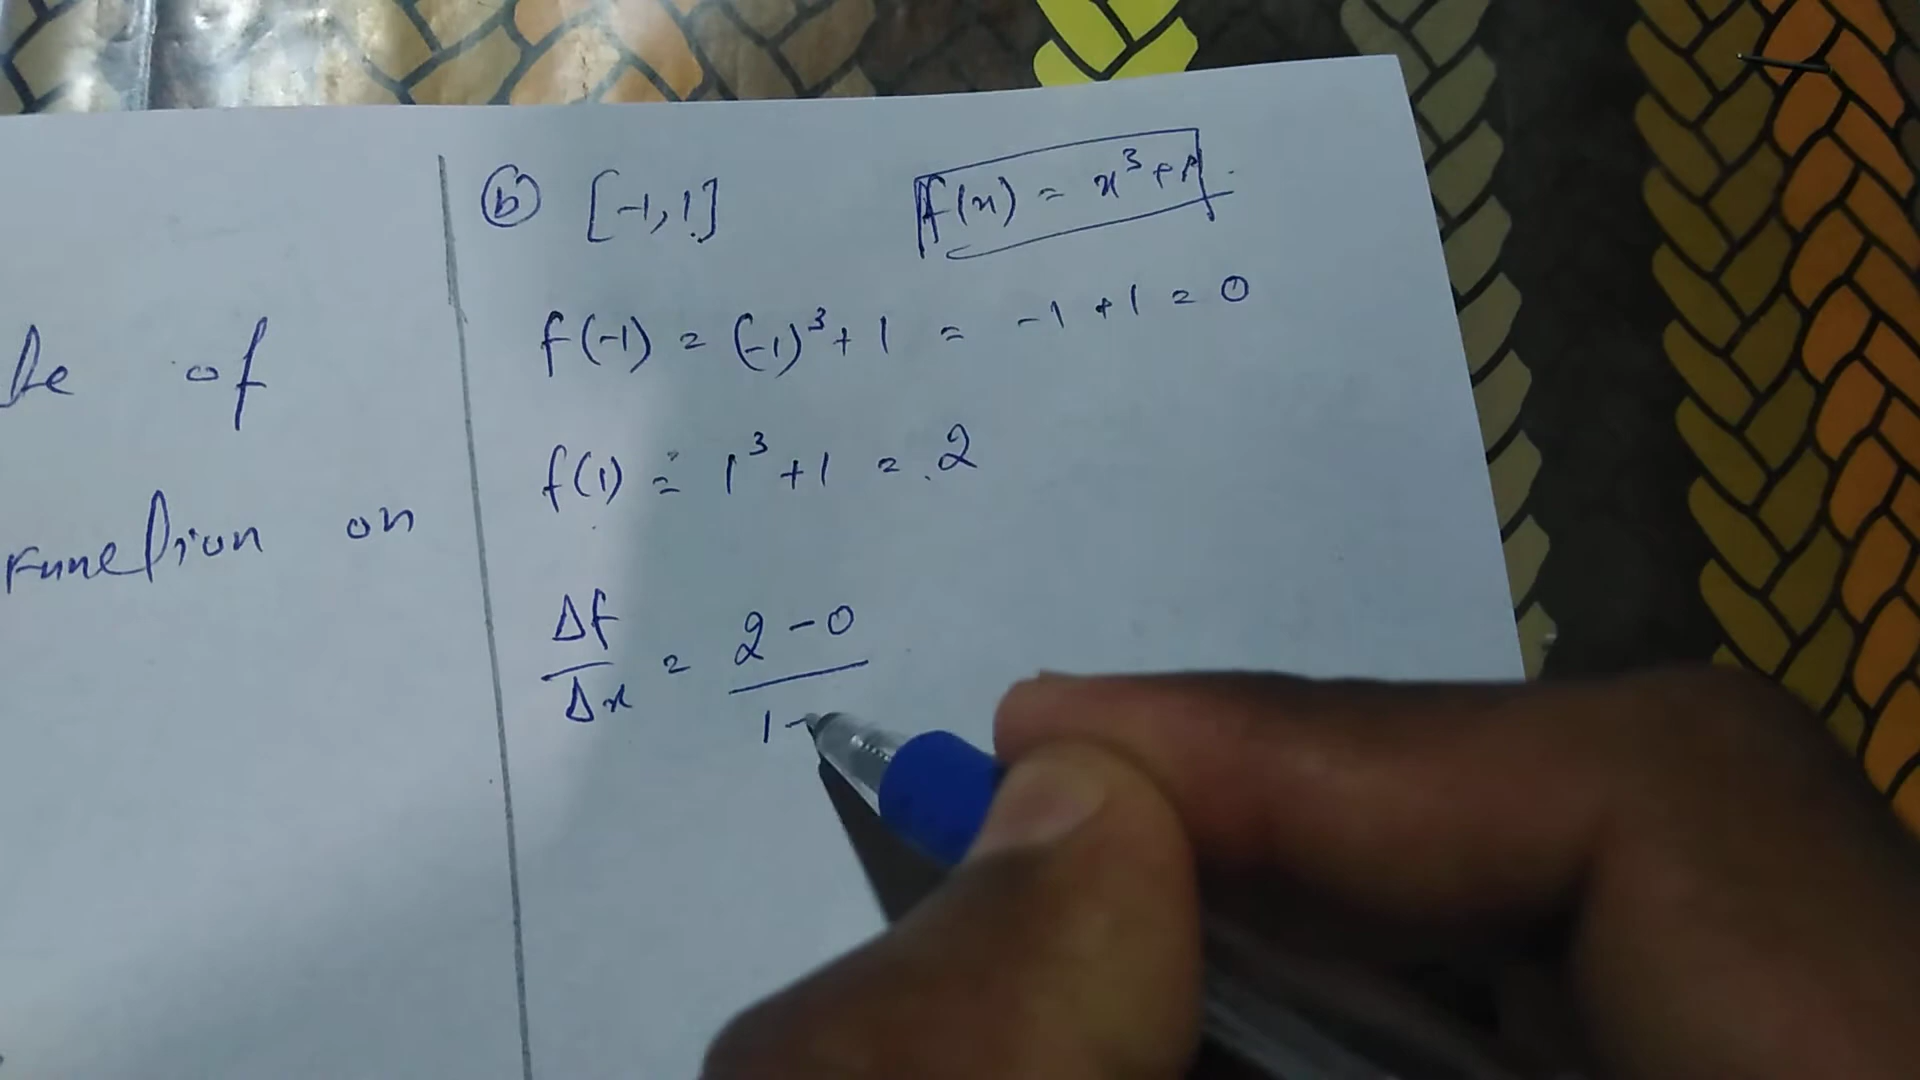 ⓑ [-1, 1] f(x) = x³+1
f(-1) = (-1)³+1 = -1+1 = 0
of
f(1) = 1³+1 = 2
Function on
Δf/Δx = 2-0/1-